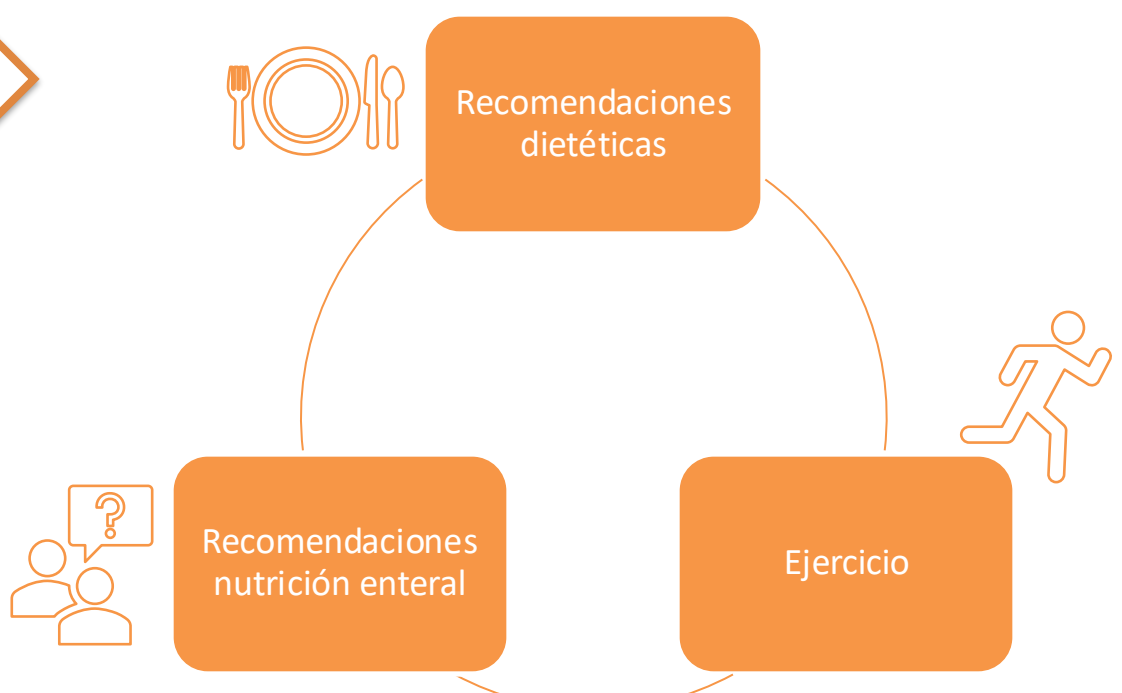 Recomendaciones
dietéticas
?
Recomendaciones
nutrición enteral
Ejercicio